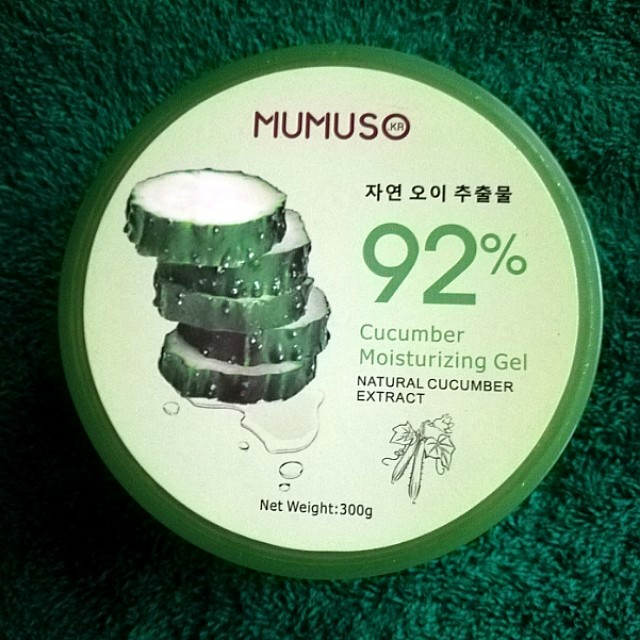 MUMUSO.KR
자연 오이 추출물
92%
Cucumber
Moisturizing Gel
NATURAL CUCUMBER
EXTRACT
Net Weight:300g